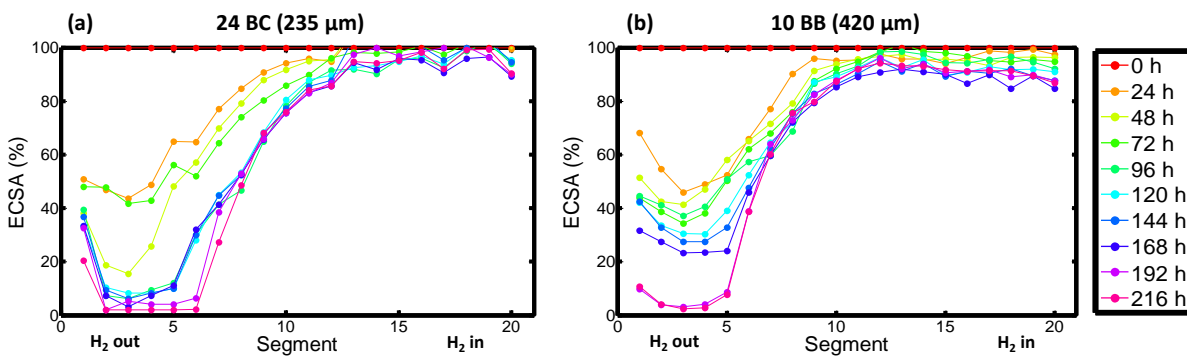 (a) 24 BC (235 µm)
ECSA (%)
100
80
60
40
20
0
0 5 10 15 20
H2 out Segment H2 in
(b) 10 BB (420 µm)
ECSA (%)
100
80
60
40
20
0
0 5 10 15 20
H2 out Segment H2 in
0 h
24 h
48 h
72 h
96 h
120 h
144 h
168 h
192 h
216 h